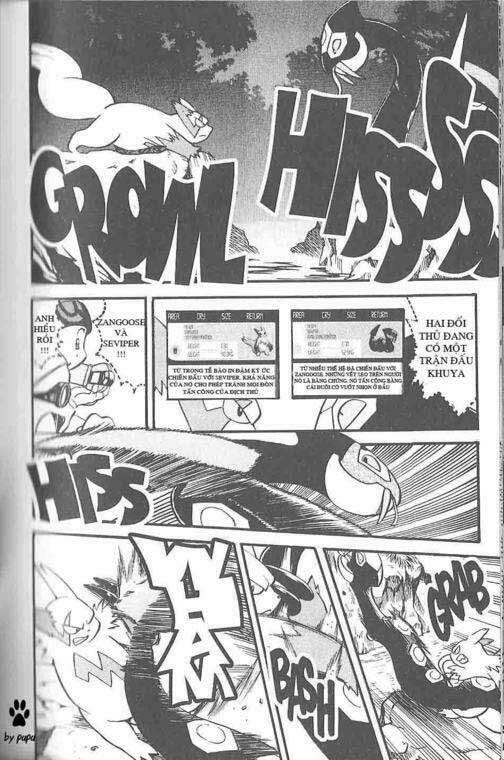 GROWL
HISSSS
ANH
HIỂU
RỒI !!!
ZANGOOSE
VÀ
SEVIPER
!!!
AREA CRY SIZE RETURN
TỪ TRONG TẾ BÀO IN ĐẬM KÝ ỨC
CHIẾN ĐẤU VỚI SEVIPER. KHẢ NĂNG
CỦA NÓ CHO PHÉP TRÁNH MỌI ĐÒN
TẤN CÔNG CỦA ĐỊCH THỦ
AREA CRY SIZE RETURN
TỪ NHIỀU THẾ HỆ ĐÃ CHIẾN ĐẤU VỚI
ZANGOOSE. NHỮNG VẾT SẸO TRÊN NGƯỜI
NÓ LÀ BẰNG CHỨNG. NÓ TẤN CÔNG BẰNG
CÁI ĐUÔI CÓ VUỐT NHỌN Ở ĐẦU
HAI ĐỐI
THỦ ĐANG
CÓ MỘT
TRẬN ĐẤU
KHUYA
HISS
WHAM
BASH
GRAB
by pupu